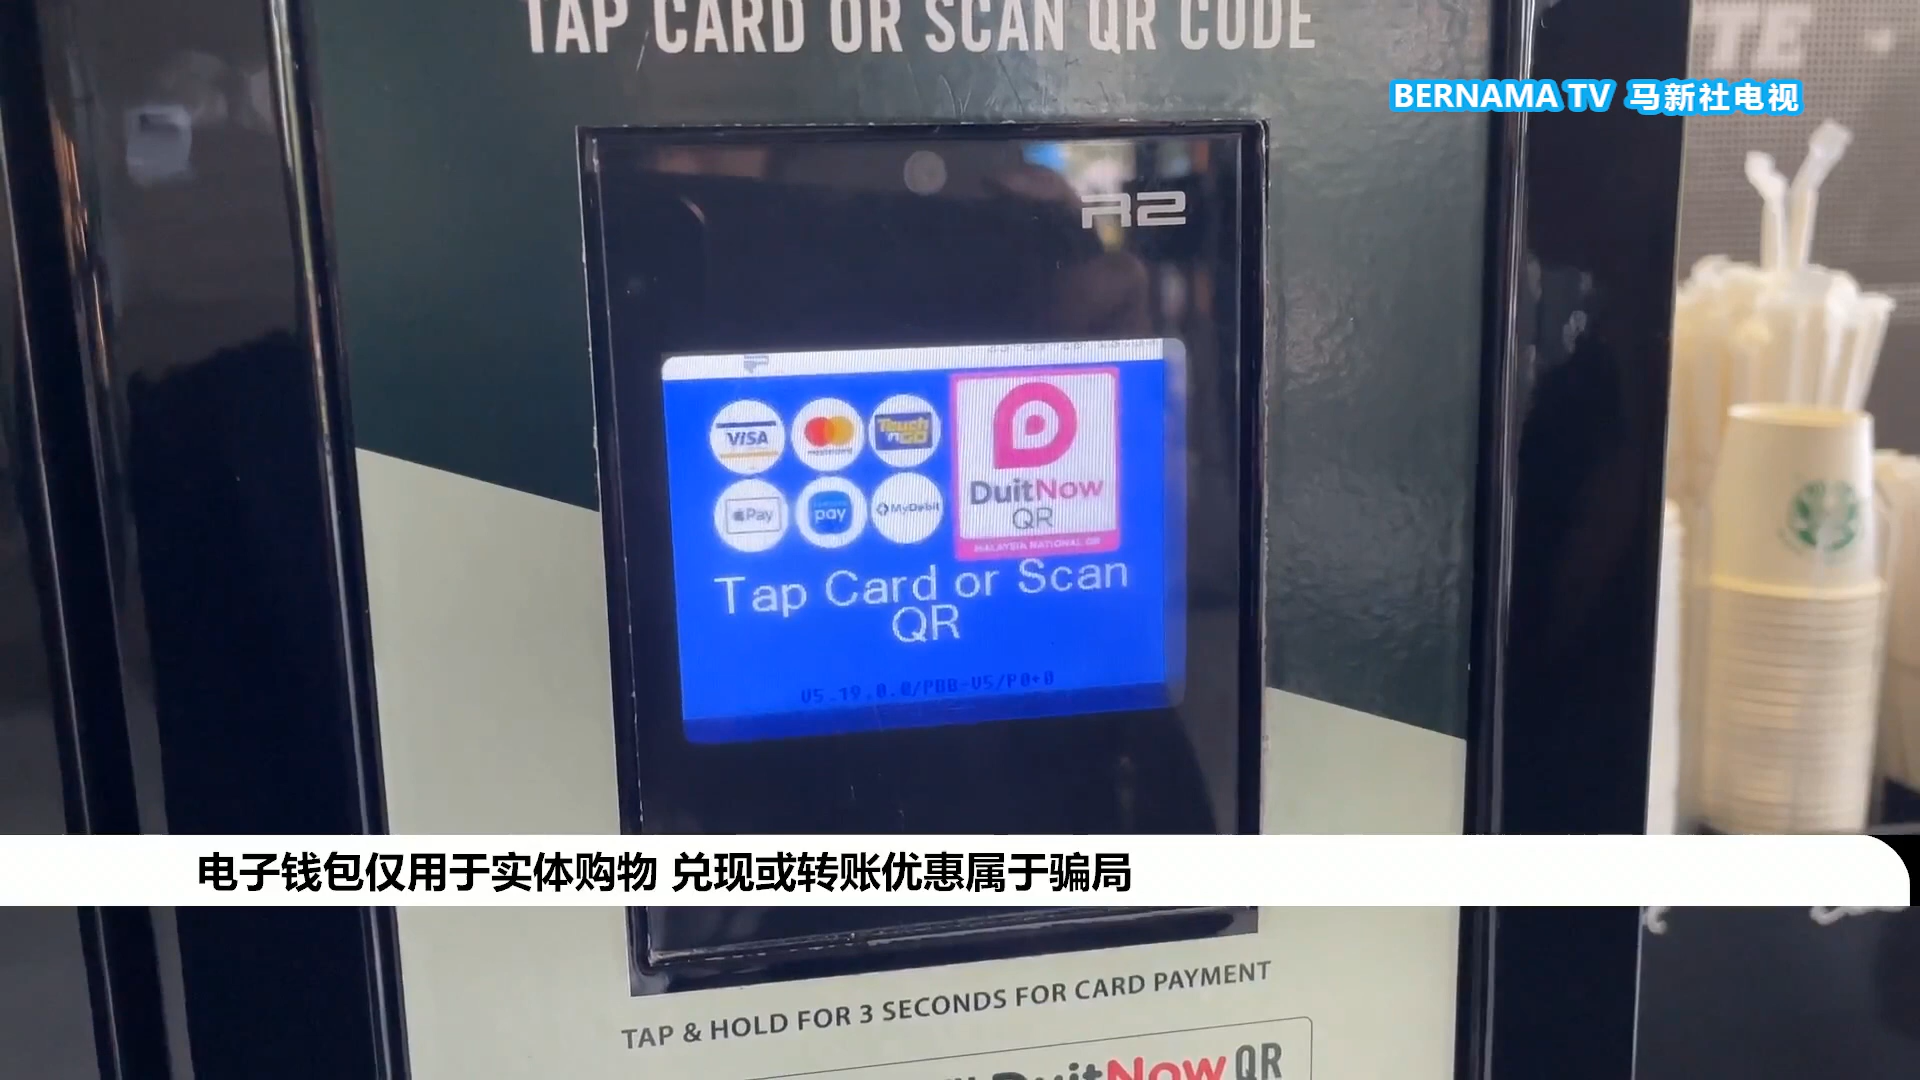 TAP CARD OR SCAN QR CODE
TE
BERNAMA TV 马新社电视
R2
VISA
mastercard
Touch 'n GO
Pay
pay
MyDebit
DuitNow
QR
MALAYSIA NATIONAL QR
Tap Card or Scan
QR
V5.19.0.0/PBB-V5/P0+0
电子钱包仅用于实体购物 兑现或转账优惠属于骗局
TAP & HOLD FOR 3 SECONDS FOR CARD PAYMENT
DuitNow QR